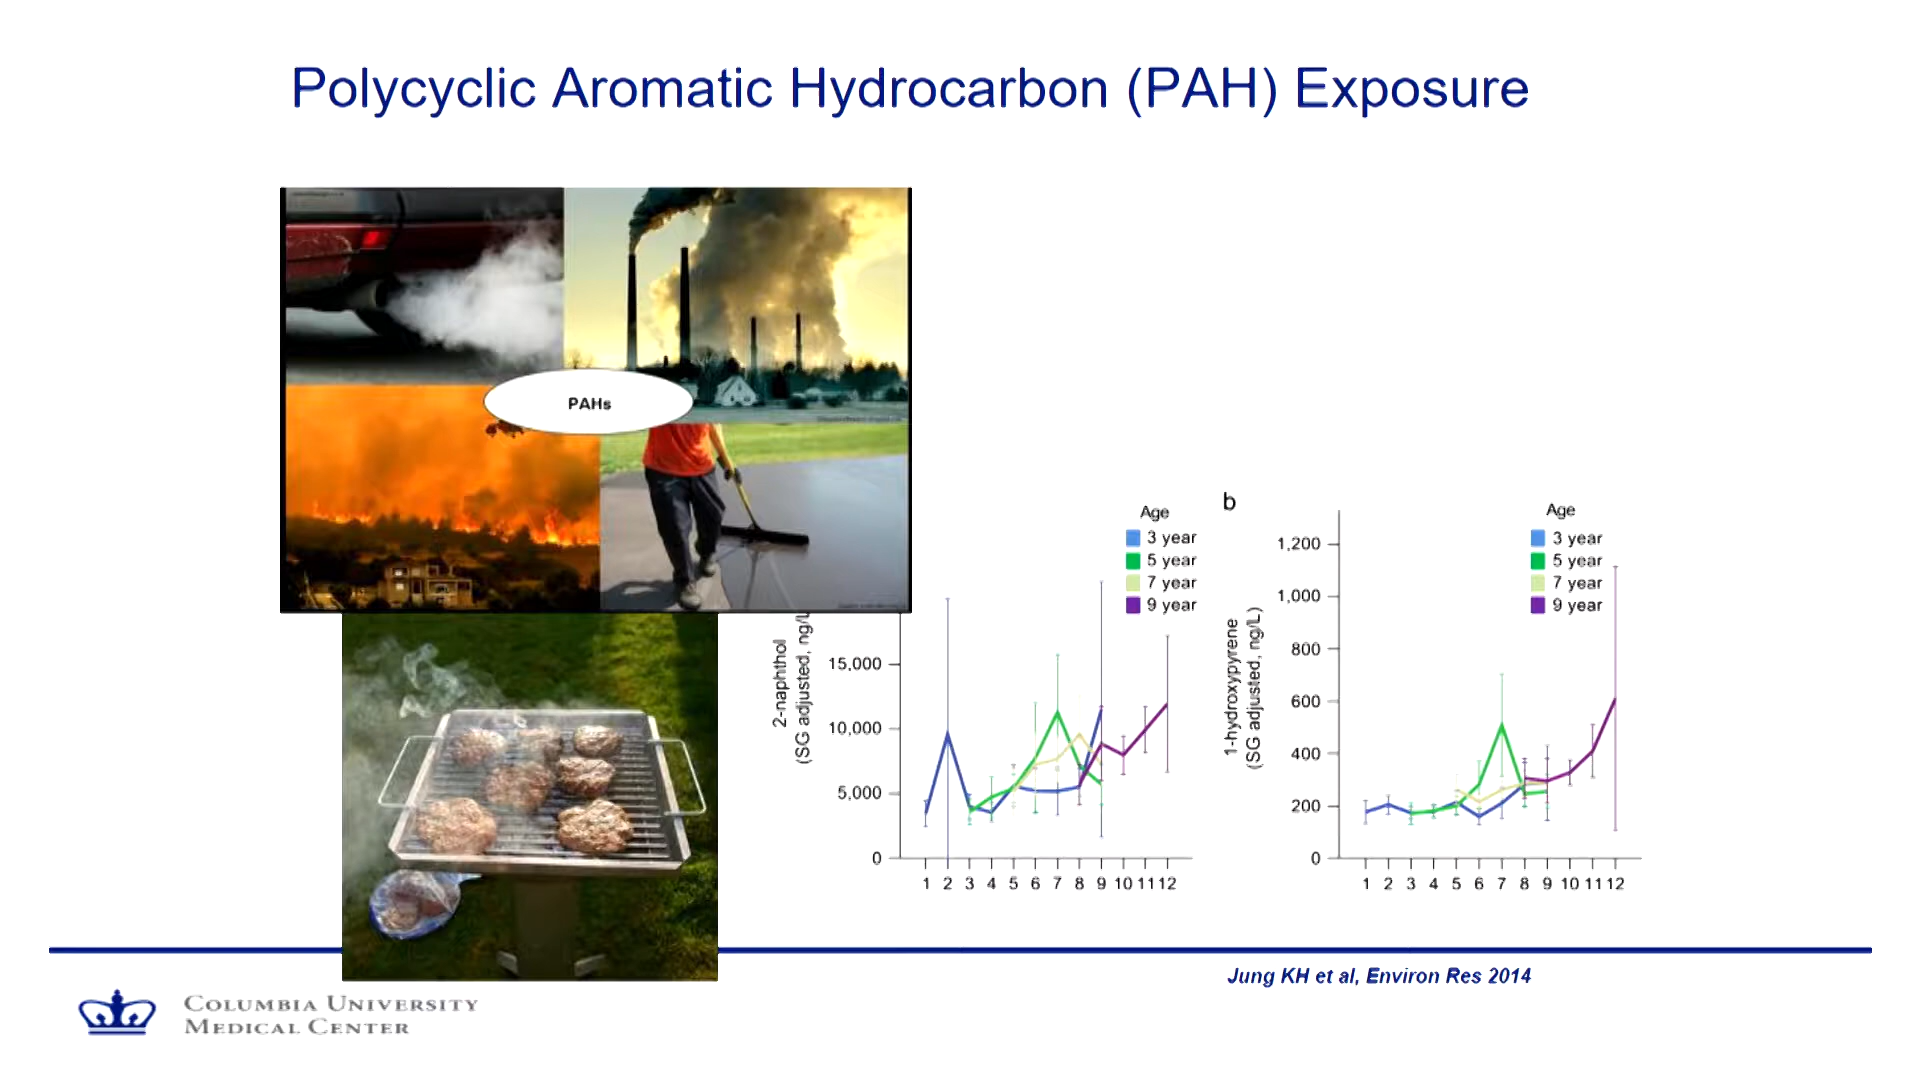 Polycyclic Aromatic Hydrocarbon (PAH) Exposure
PAHs
Age
3 year
5 year
7 year
9 year
2-naphthol
(SG adjusted, ng/L
15,000
10,000
5,000
0
1 2 3 4 5 6 7 8 9 10 11 12
b
Age
3 year
5 year
7 year
9 year
1-hydroxypyrene
(SG adjusted, ng/L)
1,200
1,000
800
600
400
200
0
1 2 3 4 5 6 7 8 9 10 11 12
Jung KH et al, Environ Res 2014
COLUMBIA UNIVERSITY
MEDICAL CENTER